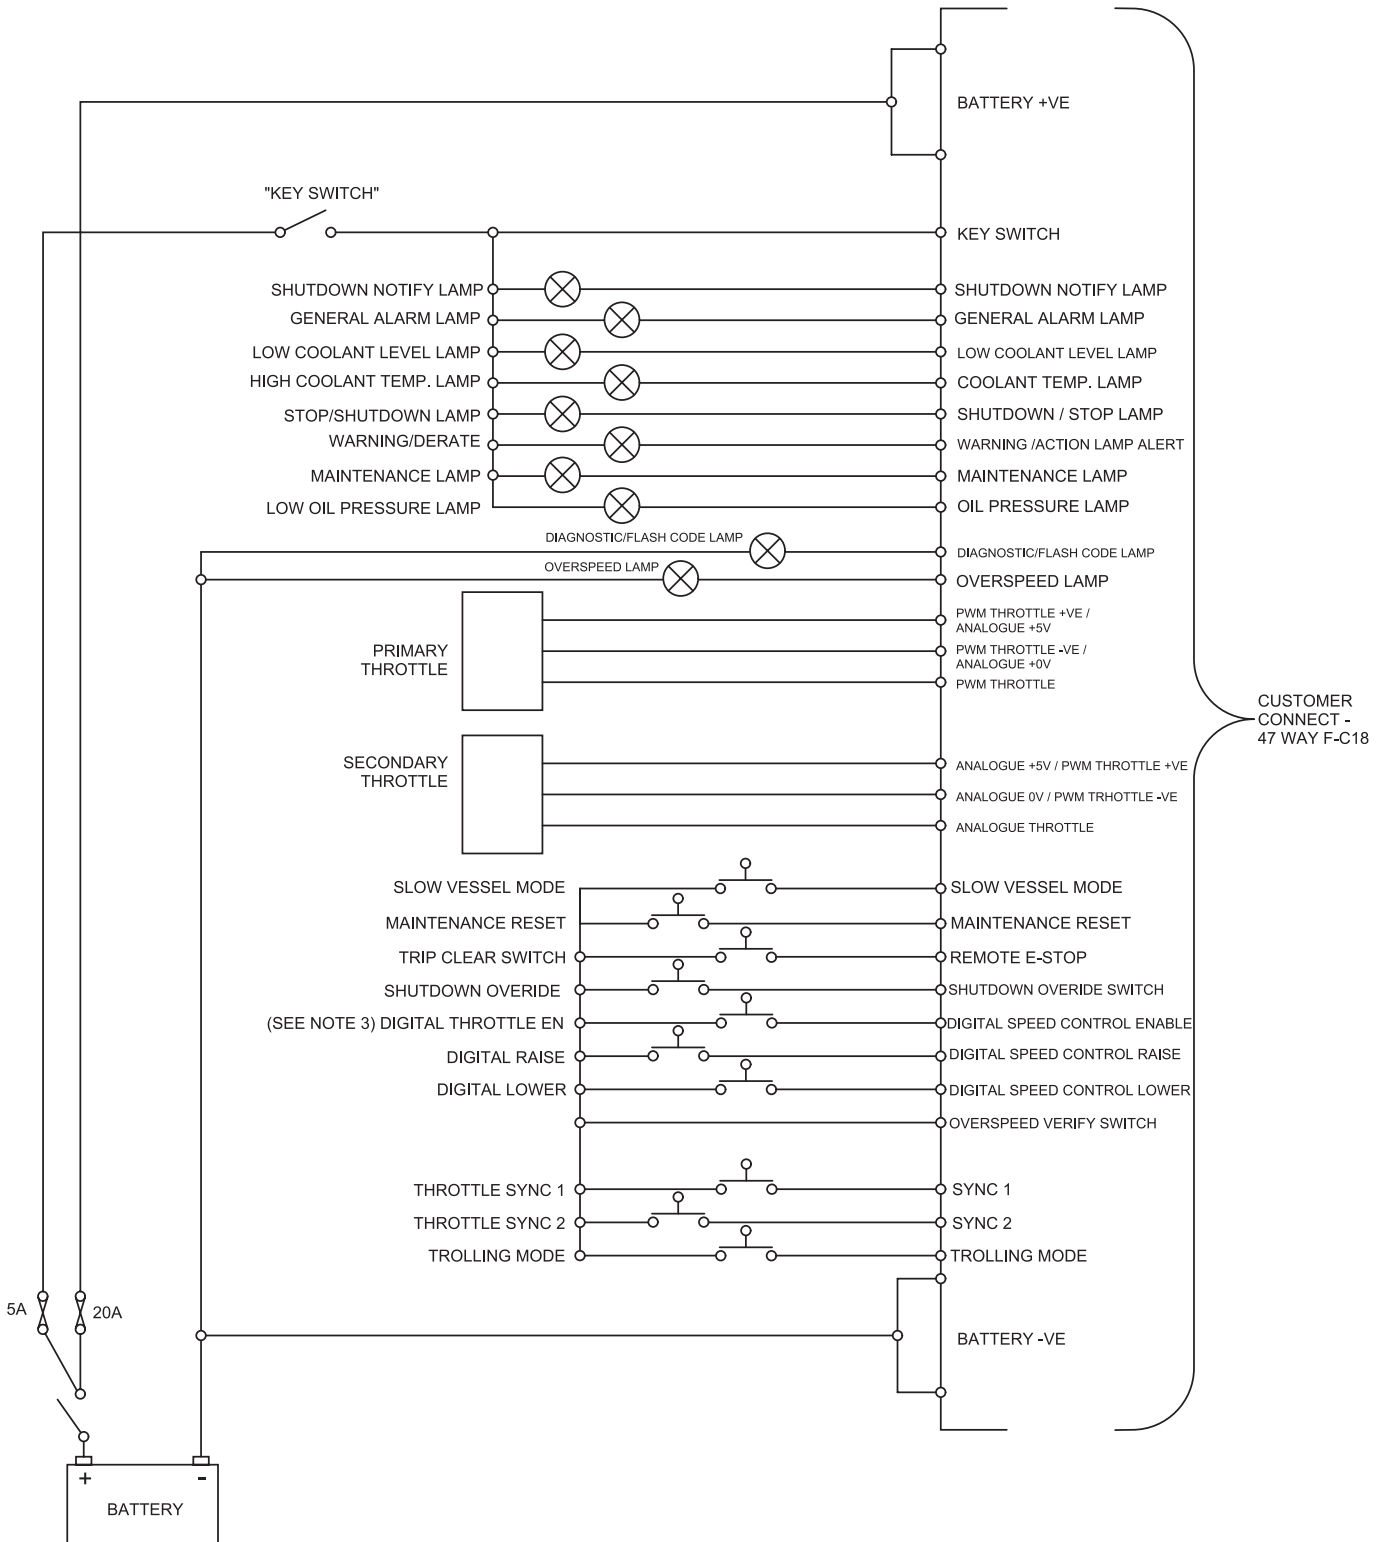 BATTERY +VE
"KEY SWITCH"
KEY SWITCH
SHUTDOWN NOTIFY LAMP
SHUTDOWN NOTIFY LAMP
GENERAL ALARM LAMP
GENERAL ALARM LAMP
LOW COOLANT LEVEL LAMP
LOW COOLANT LEVEL LAMP
HIGH COOLANT TEMP. LAMP
COOLANT TEMP. LAMP
STOP/SHUTDOWN LAMP
SHUTDOWN / STOP LAMP
WARNING/DERATE
WARNING /ACTION LAMP ALERT
MAINTENANCE LAMP
MAINTENANCE LAMP
LOW OIL PRESSURE LAMP
OIL PRESSURE LAMP
DIAGNOSTIC/FLASH CODE LAMP
DIAGNOSTIC/FLASH CODE LAMP
OVERSPEED LAMP
OVERSPEED LAMP
PWM THROTTLE +VE /
ANALOGUE +5V
PRIMARY
THROTTLE
PWM THROTTLE -VE /
ANALOGUE +0V
PWM THROTTLE
CUSTOMER
CONNECT -
47 WAY F-C18
SECONDARY
THROTTLE
ANALOGUE +5V / PWM THROTTLE +VE
ANALOGUE 0V / PWM TRHOTTLE -VE
ANALOGUE THROTTLE
SLOW VESSEL MODE
SLOW VESSEL MODE
MAINTENANCE RESET
MAINTENANCE RESET
TRIP CLEAR SWITCH
REMOTE E-STOP
SHUTDOWN OVERIDE
SHUTDOWN OVERIDE SWITCH
(SEE NOTE 3) DIGITAL THROTTLE EN
DIGITAL SPEED CONTROL ENABLE
DIGITAL RAISE
DIGITAL SPEED CONTROL RAISE
DIGITAL LOWER
DIGITAL SPEED CONTROL LOWER
OVERSPEED VERIFY SWITCH
THROTTLE SYNC 1
SYNC 1
THROTTLE SYNC 2
SYNC 2
TROLLING MODE
TROLLING MODE
5A
20A
BATTERY -VE
+
-
BATTERY